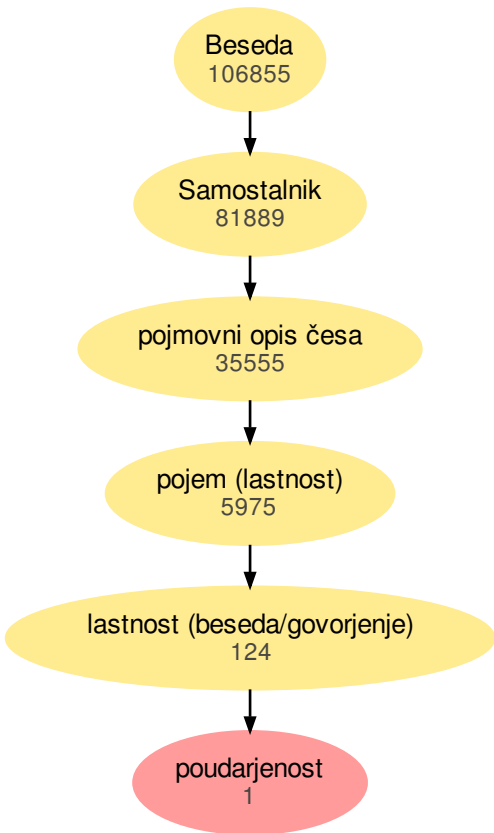 Beseda
106855
Samostalnik
81889
pojmovni opis česa
35555
pojem (lastnost)
5975
lastnost (beseda/govorjenje)
124
poudarjenost
1